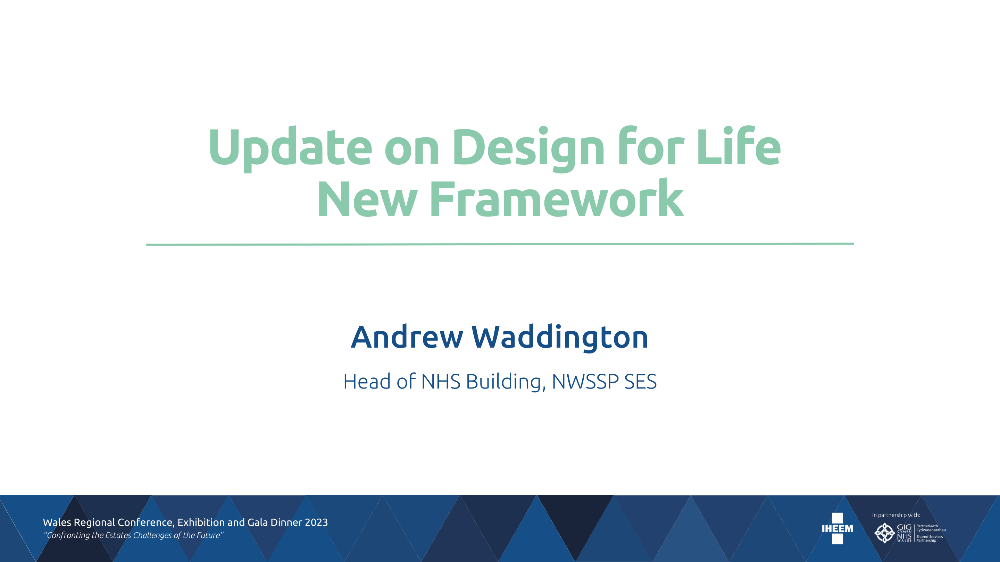 Update on Design for Life
New Framework
Andrew Waddington
Head of NHS Building, NWSSP SES
Wales Regional Conference, Exhibition and Gala Dinner 2023
"Confronting the Estates Challenges of the Future"
IHEEM
In partnership with:
GIG
CYMRU
NHS
WALES
Partneriaeth
Cydwasanaethau
Shared Services
Partnership